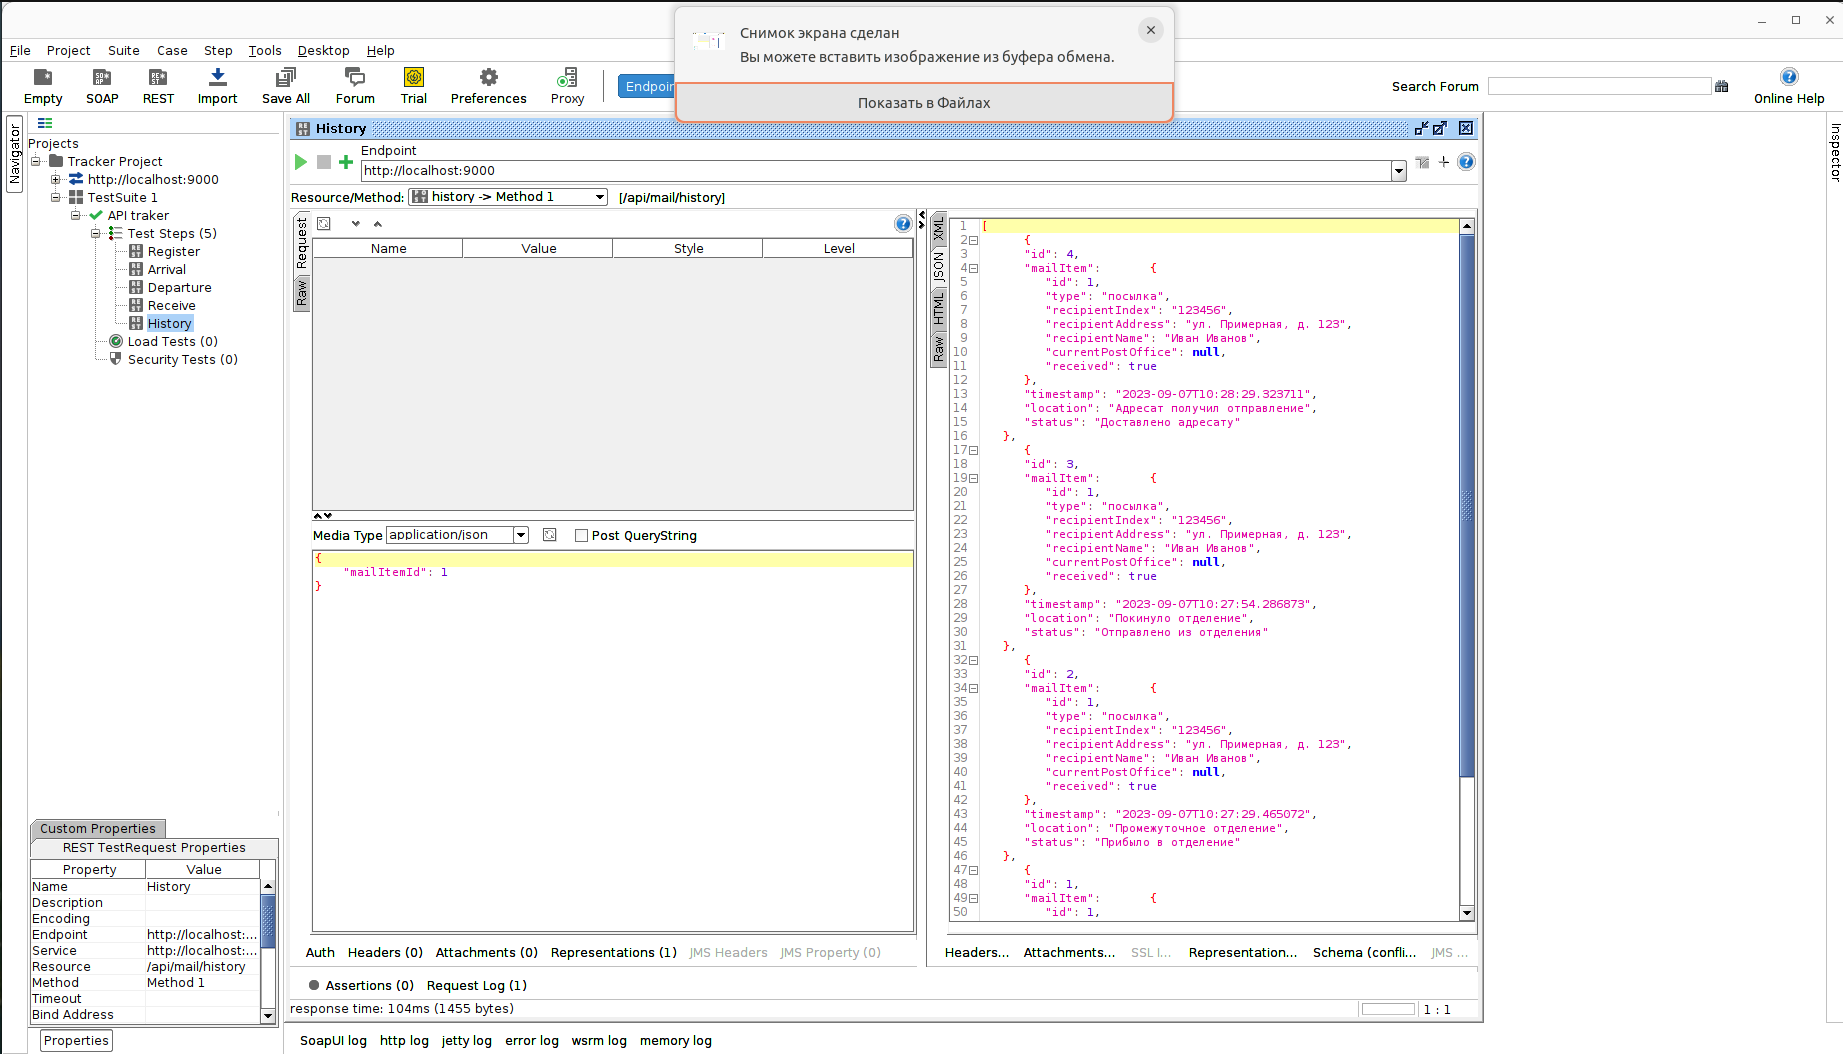 Снимок экрана сделан
Вы можете вставить изображение из буфера обмена.
Показать в Файлах
File Project Suite Case Step Tools Desktop Help
Empty SOAP REST Import Save All Forum Trial Preferences Proxy
Search Forum
Online Help
Navigator
Inspector
Projects
Tracker Project
http://localhost:9000
TestSuite 1
API traker
Test Steps (5)
Register
Arrival
Departure
Receive
History
Load Tests (0)
Security Tests (0)
Custom Properties
REST TestRequest Properties
Property Value
Name History
Description
Encoding
Endpoint http://localhost:...
Service http://localhost:...
Resource /api/mail/history
Method Method 1
Timeout
Bind Address
Properties
History
Endpoint
http://localhost:9000
Resource/Method: history -> Method 1 [/api/mail/history]
Request
Raw
Name Value Style Level
Media Type application/json Post QueryString
{
"mailItemId": 1
}
Auth Headers (0) Attachments (0) Representations (1) JMS Headers JMS Property (0)
XML
JSON
HTML
Raw
1 [
2 {
3 "id": 4,
4 "mailItem": {
5 "id": 1,
6 "type": "посылка",
7 "recipientIndex": "123456",
8 "recipientAddress": "ул. Примерная, д. 123",
9 "recipientName": "Иван Иванов",
10 "currentPostOffice": null,
11 "received": true
12 },
13 "timestamp": "2023-09-07T10:28:29.323711",
14 "location": "Адресат получил отправление",
15 "status": "Доставлено адресату"
16 },
17 {
18 "id": 3,
19 "mailItem": {
20 "id": 1,
21 "type": "посылка",
22 "recipientIndex": "123456",
23 "recipientAddress": "ул. Примерная, д. 123",
24 "recipientName": "Иван Иванов",
25 "currentPostOffice": null,
26 "received": true
27 },
28 "timestamp": "2023-09-07T10:27:54.286873",
29 "location": "Покинуло отделение",
30 "status": "Отправлено из отделения"
31 },
32 {
33 "id": 2,
34 "mailItem": {
35 "id": 1,
36 "type": "посылка",
37 "recipientIndex": "123456",
38 "recipientAddress": "ул. Примерная, д. 123",
39 "recipientName": "Иван Иванов",
40 "currentPostOffice": null,
41 "received": true
42 },
43 "timestamp": "2023-09-07T10:27:29.465072",
44 "location": "Промежуточное отделение",
45 "status": "Прибыло в отделение"
46 },
47 {
48 "id": 1,
49 "mailItem": {
50 "id": 1,
Headers... Attachments... SSL I... Representation... Schema (confli... JMS ...
Assertions (0) Request Log (1)
response time: 104ms (1455 bytes)
1 : 1
SoapUI log http log jetty log error log wsrm log memory log